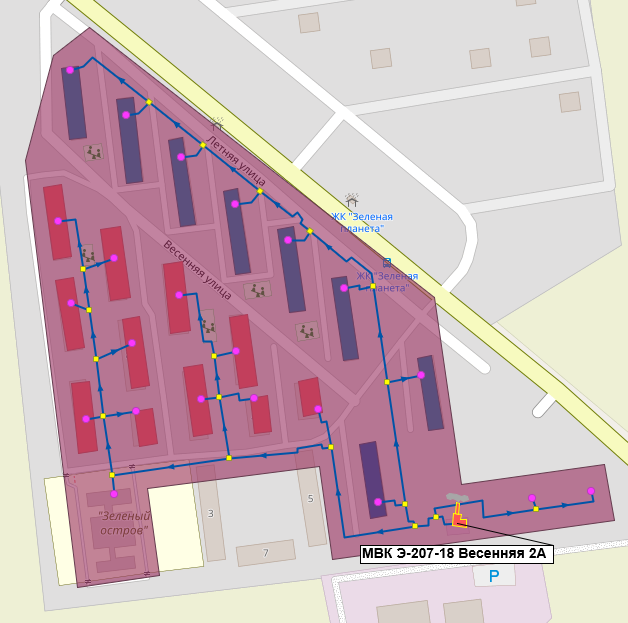 Летняя улица
ЖК "Зеленая
планета"
ЖК "Зеленая
планета"
Весенняя улица
"Зеленый
остров"
3
5
7
МВК Э-207-18 Весенняя 2А
P